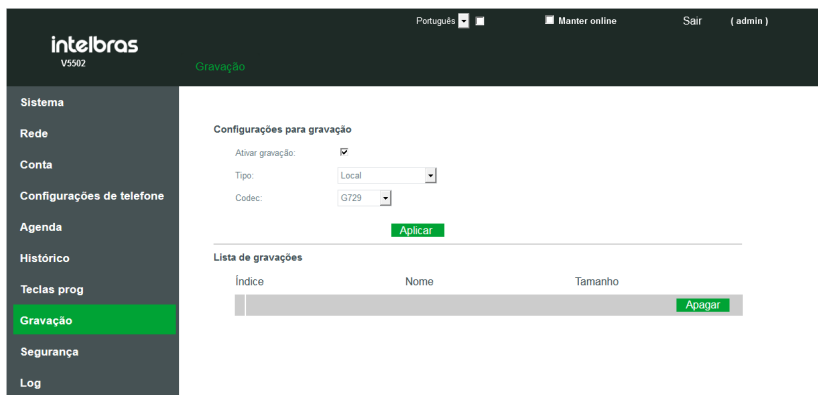 Português
Manter online
Sair
( admin )
intelbras
V5502
Gravação
Sistema
Rede
Conta
Configurações de telefone
Agenda
Histórico
Teclas prog
Gravação
Segurança
Log
Configurações para gravação
Ativar gravação:
Tipo: Local
Codec: G729
Aplicar
Lista de gravações
Índice Nome Tamanho
Apagar